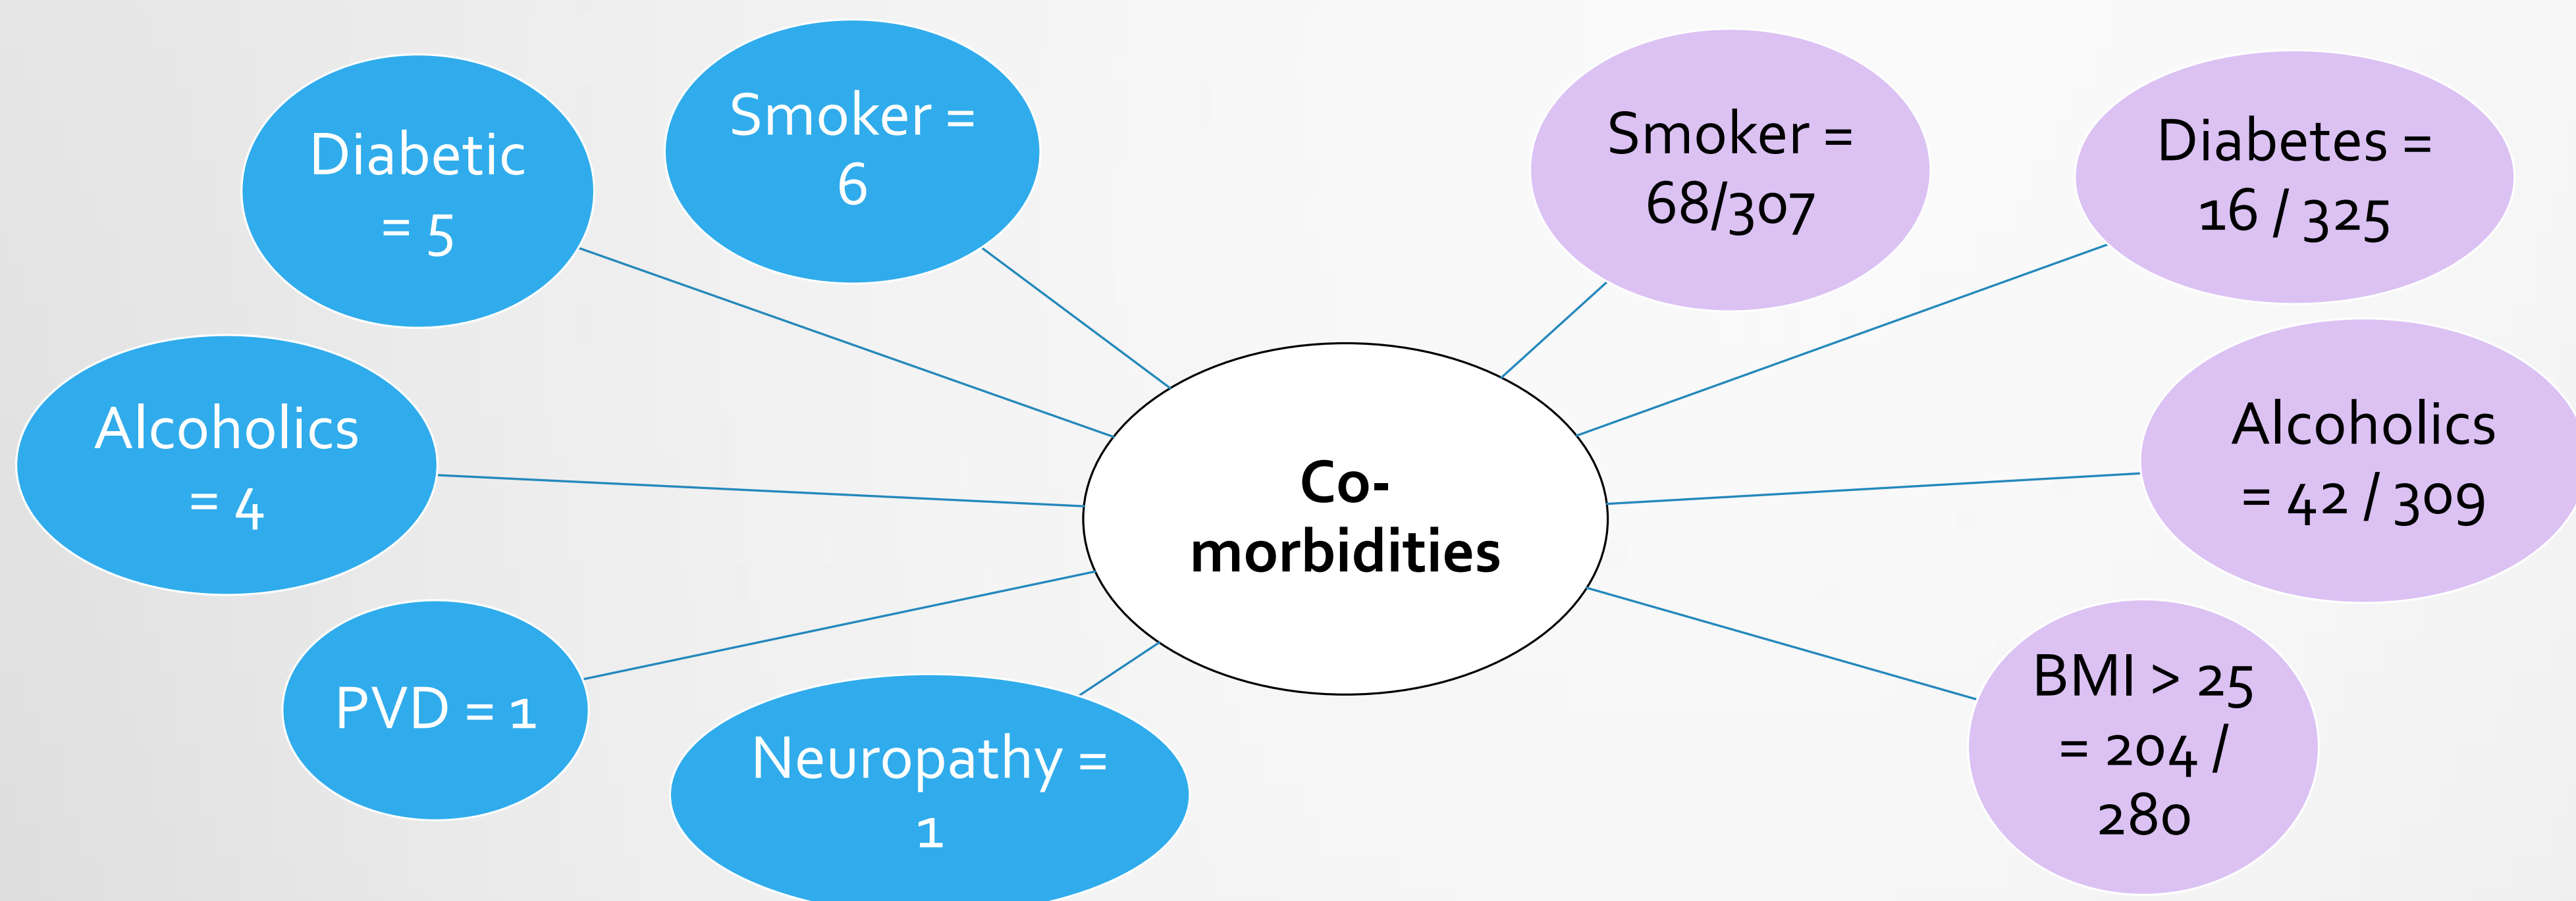 Diabetic
= 5
Smoker =
6
Alcoholics
= 4
PVD = 1
Neuropathy =
1
Co-
morbidities
Smoker =
68/307
Diabetes =
16 / 325
Alcoholics
= 42 / 309
BMI > 25
= 204 /
280